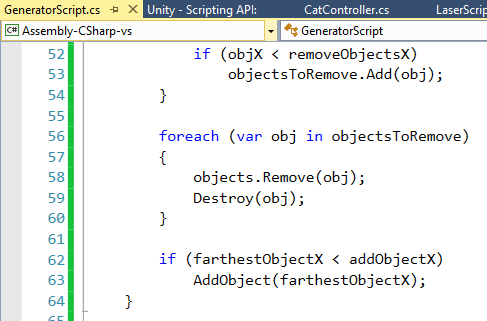 GeneratorScript.cs Unity - Scripting API: CatController.cs LaserScrip
Assembly-CSharp-vs GeneratorScript
52 if (objX < removeObjectsX)
53 objectsToRemove.Add(obj);
54 }
55
56 foreach (var obj in objectsToRemove)
57 {
58 objects.Remove(obj);
59 Destroy(obj);
60 }
61
62 if (farthestObjectX < addObjectX)
63 AddObject(farthestObjectX);
64 }
65